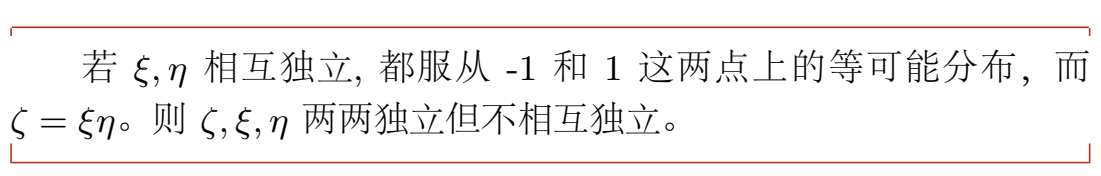 若 ξ, η 相互独立, 都服从 -1 和 1 这两点上的等可能分布，而
ζ = ξη。则 ζ, ξ, η 两两独立但不相互独立。